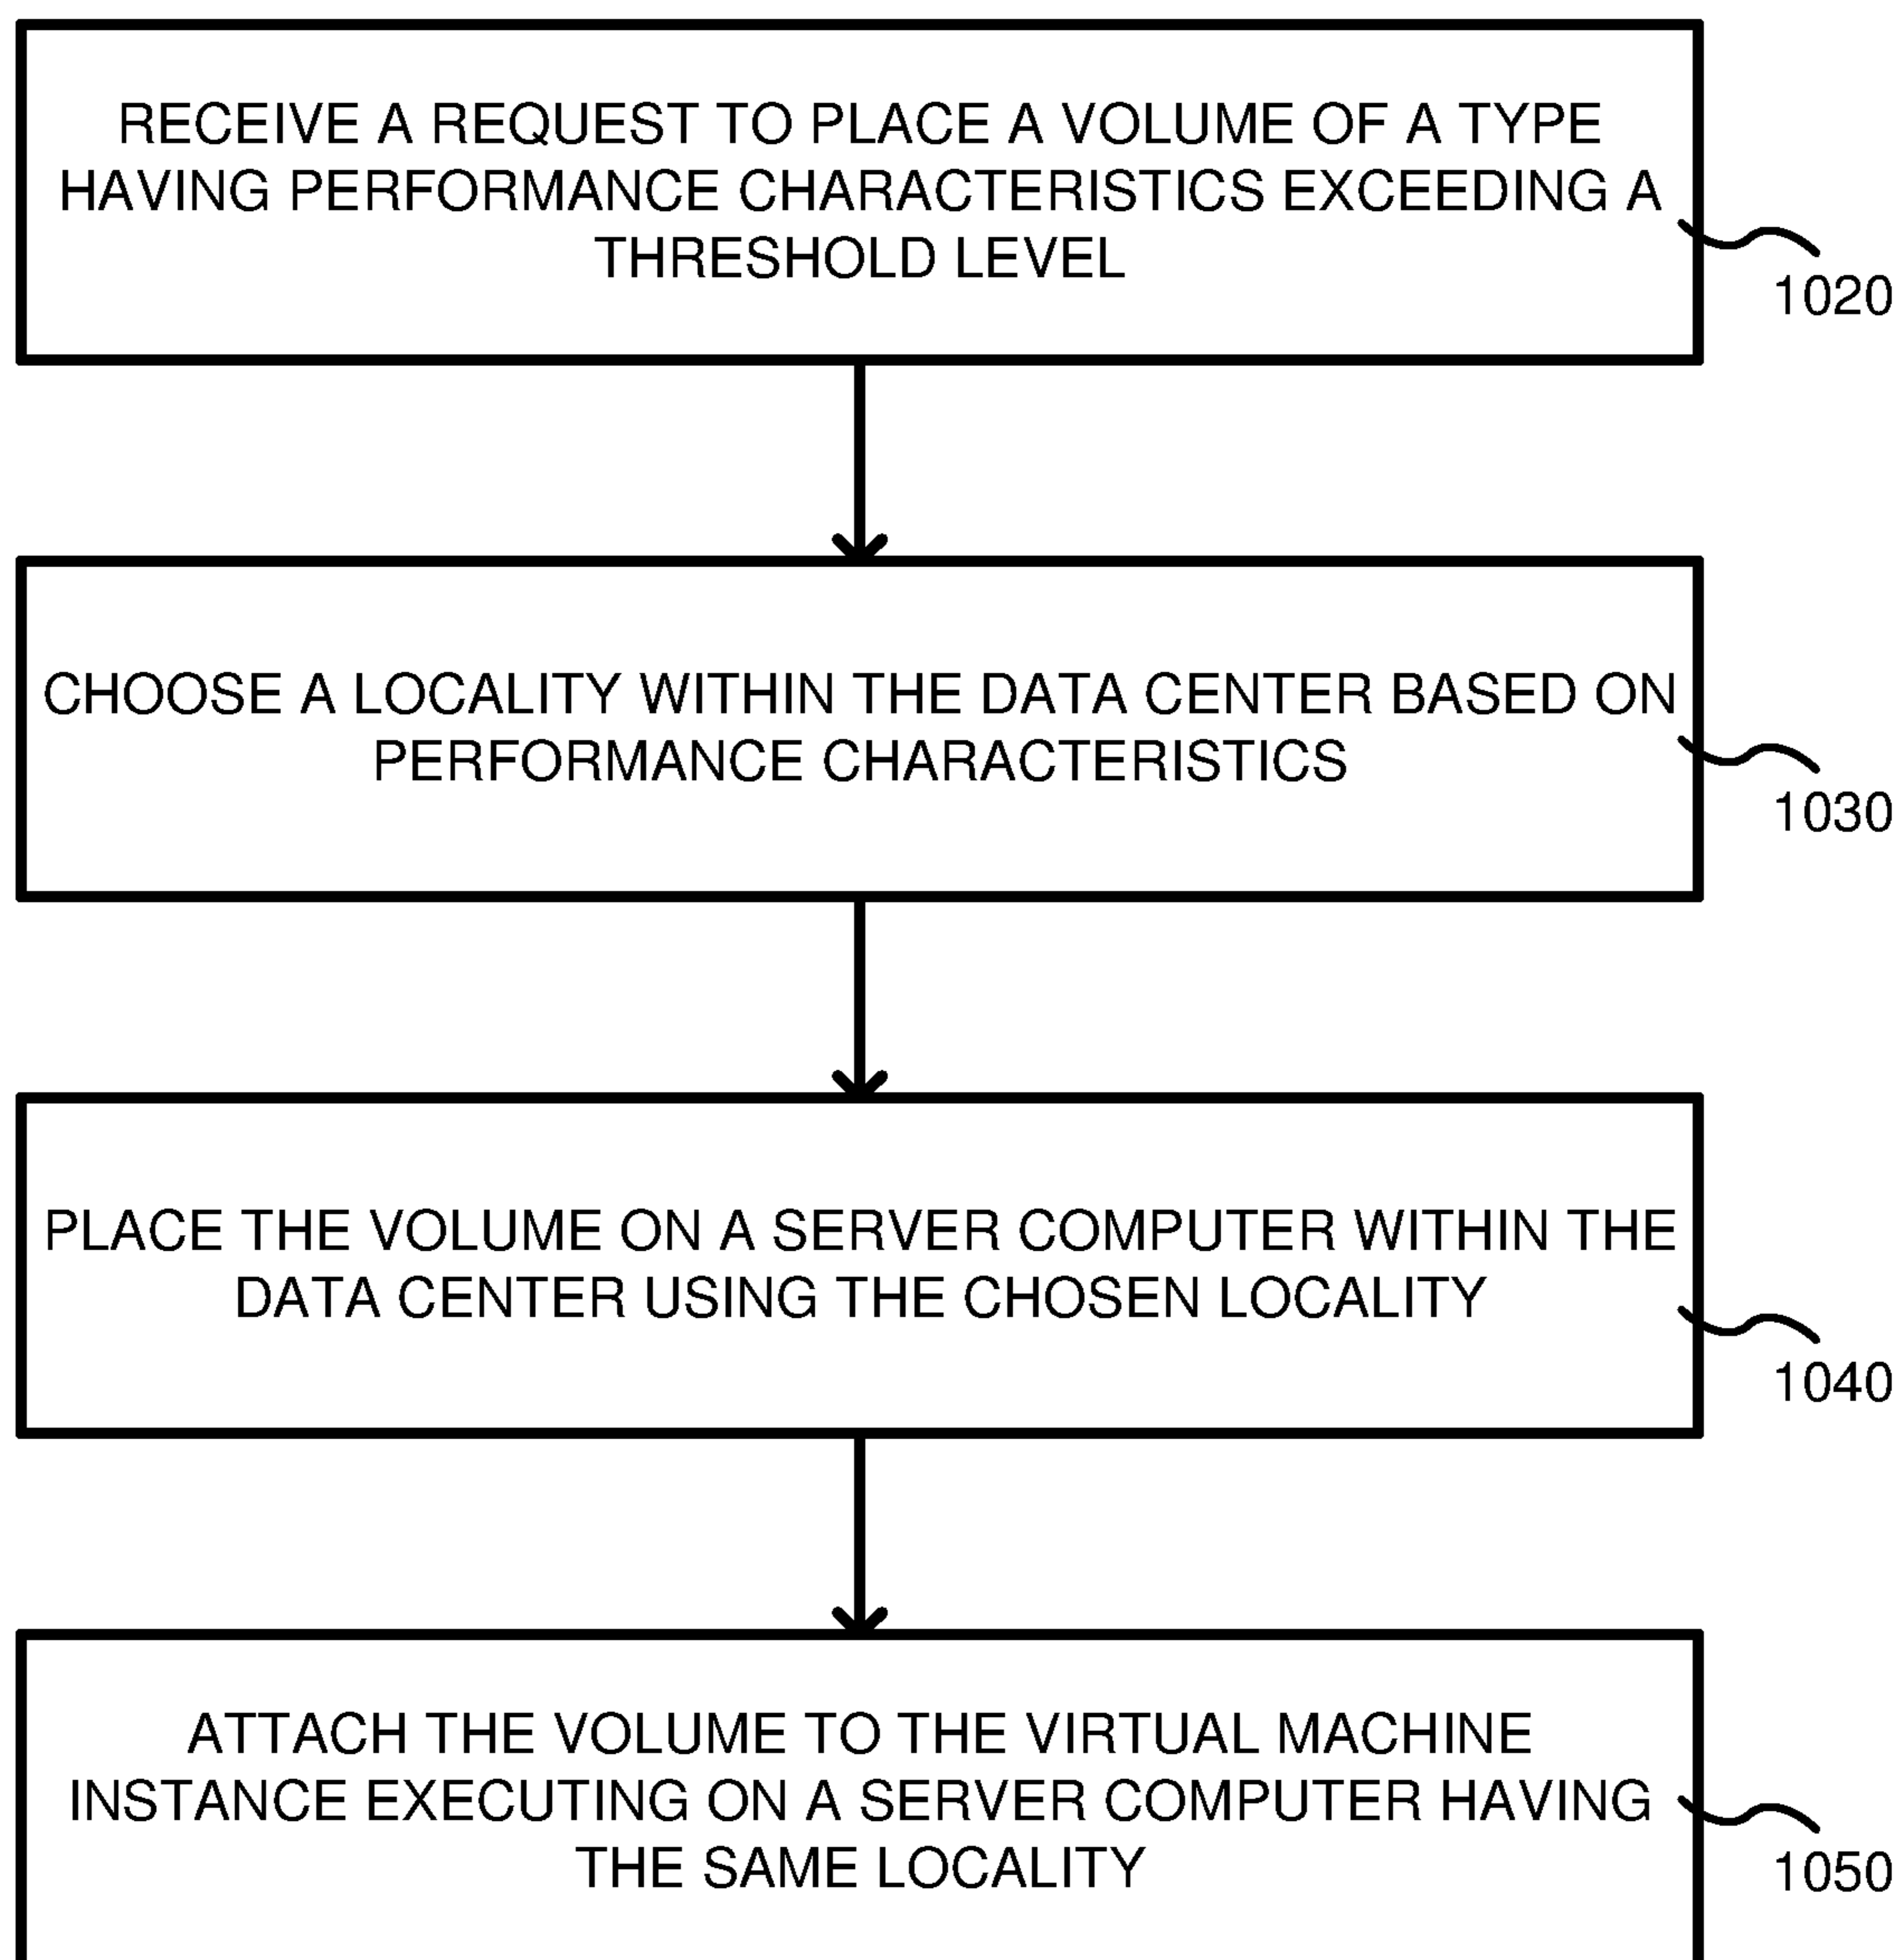 RECEIVE A REQUEST TO PLACE A VOLUME OF A TYPE
HAVING PERFORMANCE CHARACTERISTICS EXCEEDING A
THRESHOLD LEVEL
1020
CHOOSE A LOCALITY WITHIN THE DATA CENTER BASED ON
PERFORMANCE CHARACTERISTICS
1030
PLACE THE VOLUME ON A SERVER COMPUTER WITHIN THE
DATA CENTER USING THE CHOSEN LOCALITY
1040
ATTACH THE VOLUME TO THE VIRTUAL MACHINE
INSTANCE EXECUTING ON A SERVER COMPUTER HAVING
THE SAME LOCALITY
1050